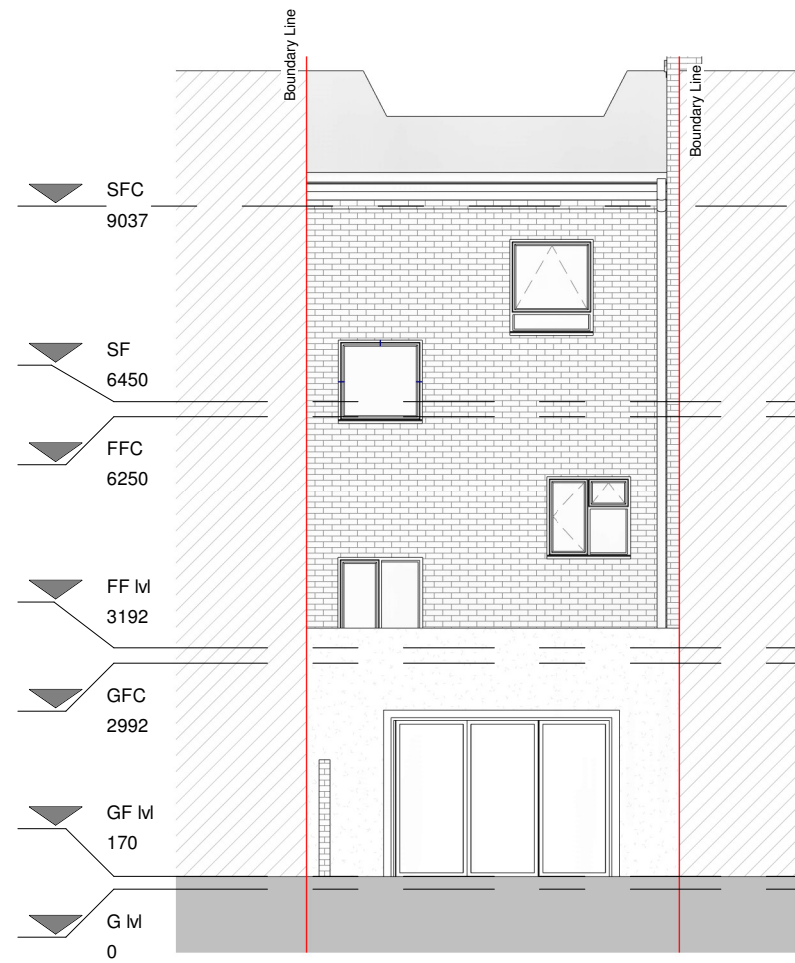 Boundary Line
Boundary Line
SFC
9037
SF
6450
FFC
6250
FF lvl
3192
GFC
2992
GF lvl
170
G lvl
0